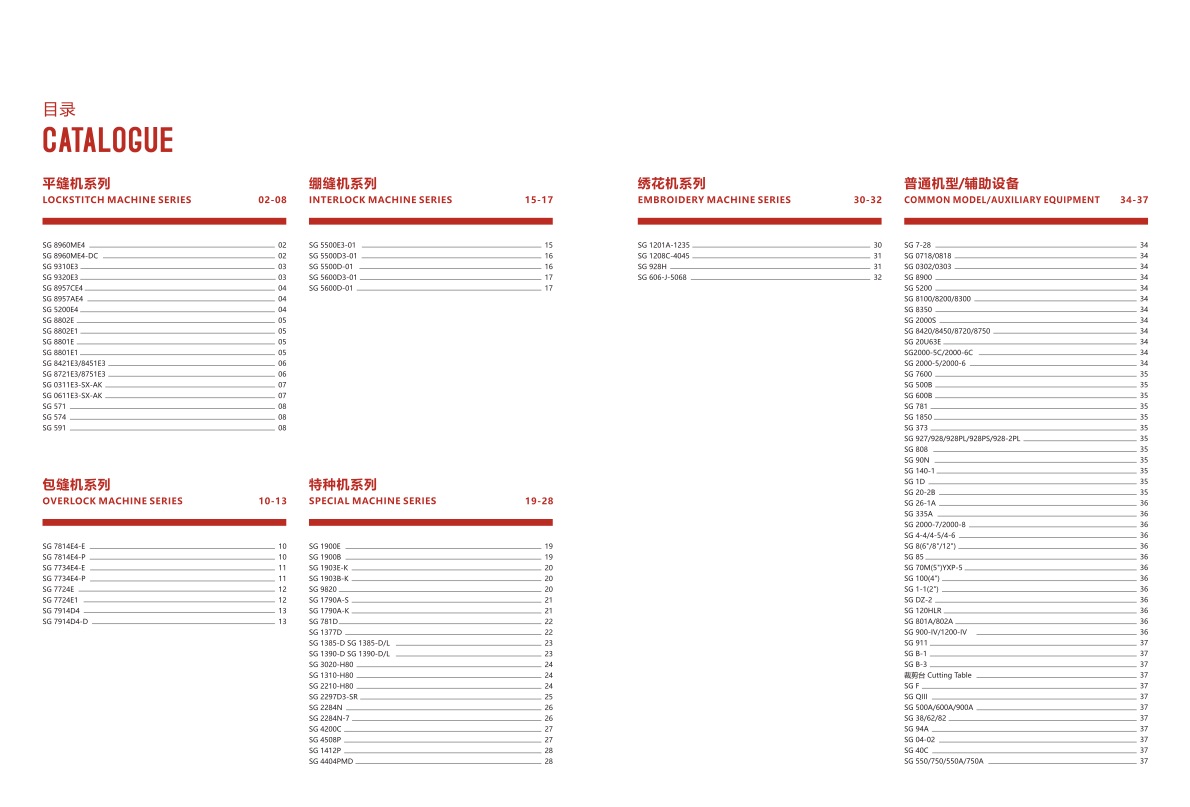 目录
CATALOGUE
平缝机系列
LOCKSTITCH MACHINE SERIES 02-08
SG 8960ME4 02
SG 8960ME4-DC 02
SG 9310E3 03
SG 9320E3 03
SG 8957CE4 04
SG 8957AE4 04
SG 5200E4 04
SG 8802E 05
SG 8802E1 05
SG 8801E 05
SG 8801E1 05
SG 8421E3/8451E3 06
SG 8721E3/8751E3 06
SG 0311E3-SX-AK 07
SG 0611E3-SX-AK 07
SG 571 08
SG 574 08
SG 591 08
包缝机系列
OVERLOCK MACHINE SERIES 10-13
SG 7814E4-E 10
SG 7814E4-P 10
SG 7734E4-E 11
SG 7734E4-P 11
SG 7724E 12
SG 7724E1 12
SG 7914D4 13
SG 7914D4-D 13
绷缝机系列
INTERLOCK MACHINE SERIES 15-17
SG 5500E3-01 15
SG 5500D3-01 16
SG 5500D-01 16
SG 5600D3-01 17
SG 5600D-01 17
特种机系列
SPECIAL MACHINE SERIES 19-28
SG 1900E 19
SG 1900B 19
SG 1903E-K 20
SG 1903B-K 20
SG 9820 20
SG 1790A-S 21
SG 1790A-K 21
SG 781D 22
SG 1377D 22
SG 1385-D SG 1385-D/L 23
SG 1390-D SG 1390-D/L 23
SG 3020-H80 24
SG 1310-H80 24
SG 2210-H80 24
SG 2297D3-SR 25
SG 2284N 26
SG 2284N-7 26
SG 4200C 27
SG 4508P 27
SG 1412P 28
SG 4404PMD 28
绣花机系列
EMBROIDERY MACHINE SERIES 30-32
SG 1201A-1235 30
SG 1208C-4045 31
SG 928H 31
SG 606-J-5068 32
普通机型/辅助设备
COMMON MODEL/AUXILIARY EQUIPMENT 34-37
SG 7-28 34
SG 0718/0818 34
SG 0302/0303 34
SG 8900 34
SG 5200 34
SG 8100/8200/8300 34
SG 8350 34
SG 2000S 34
SG 8420/8450/8720/8750 34
SG 20U63E 34
SG2000-5C/2000-6C 34
SG 2000-5/2000-6 34
SG 7600 35
SG 500B 35
SG 600B 35
SG 781 35
SG 1850 35
SG 373 35
SG 927/928/928PL/928PS/928-2PL 35
SG 808 35
SG 90N 35
SG 140-1 35
SG 1D 35
SG 20-2B 35
SG 26-1A 36
SG 335A 36
SG 2000-7/2000-8 36
SG 4-4/4-5/4-6 36
SG 8(6"/8"/12") 36
SG 85 36
SG 70M(5")YXP-5 36
SG 100(4") 36
SG 1-1(2") 36
SG DZ-2 36
SG 120HLR 36
SG 801A/802A 36
SG 900-IV/1200-IV 36
SG 911 37
SG B-1 37
SG B-3 37
裁剪台 Cutting Table 37
SG F 37
SG QIII 37
SG 500A/600A/900A 37
SG 38/62/82 37
SG 94A 37
SG 04-02 37
SG 40C 37
SG 550/750/550A/750A 37